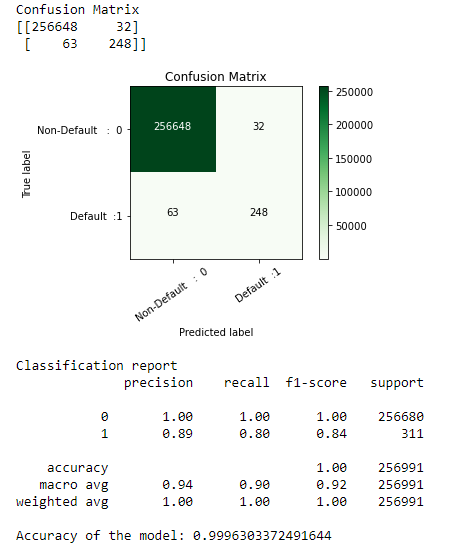 Confusion Matrix
[[256648     32]
 [    63    248]]
Confusion Matrix
Non-Default  : 0
Default :1
True label
256648 32
63 248
250000
200000
150000
100000
50000
Non-Default  : 0
Default :1
Predicted label
Classification report
              precision    recall  f1-score   support
           0       1.00      1.00      1.00    256680
           1       0.89      0.80      0.84       311
    accuracy                           1.00    256991
   macro avg       0.94      0.90      0.92    256991
weighted avg       1.00      1.00      1.00    256991
Accuracy of the model: 0.9996303372491644